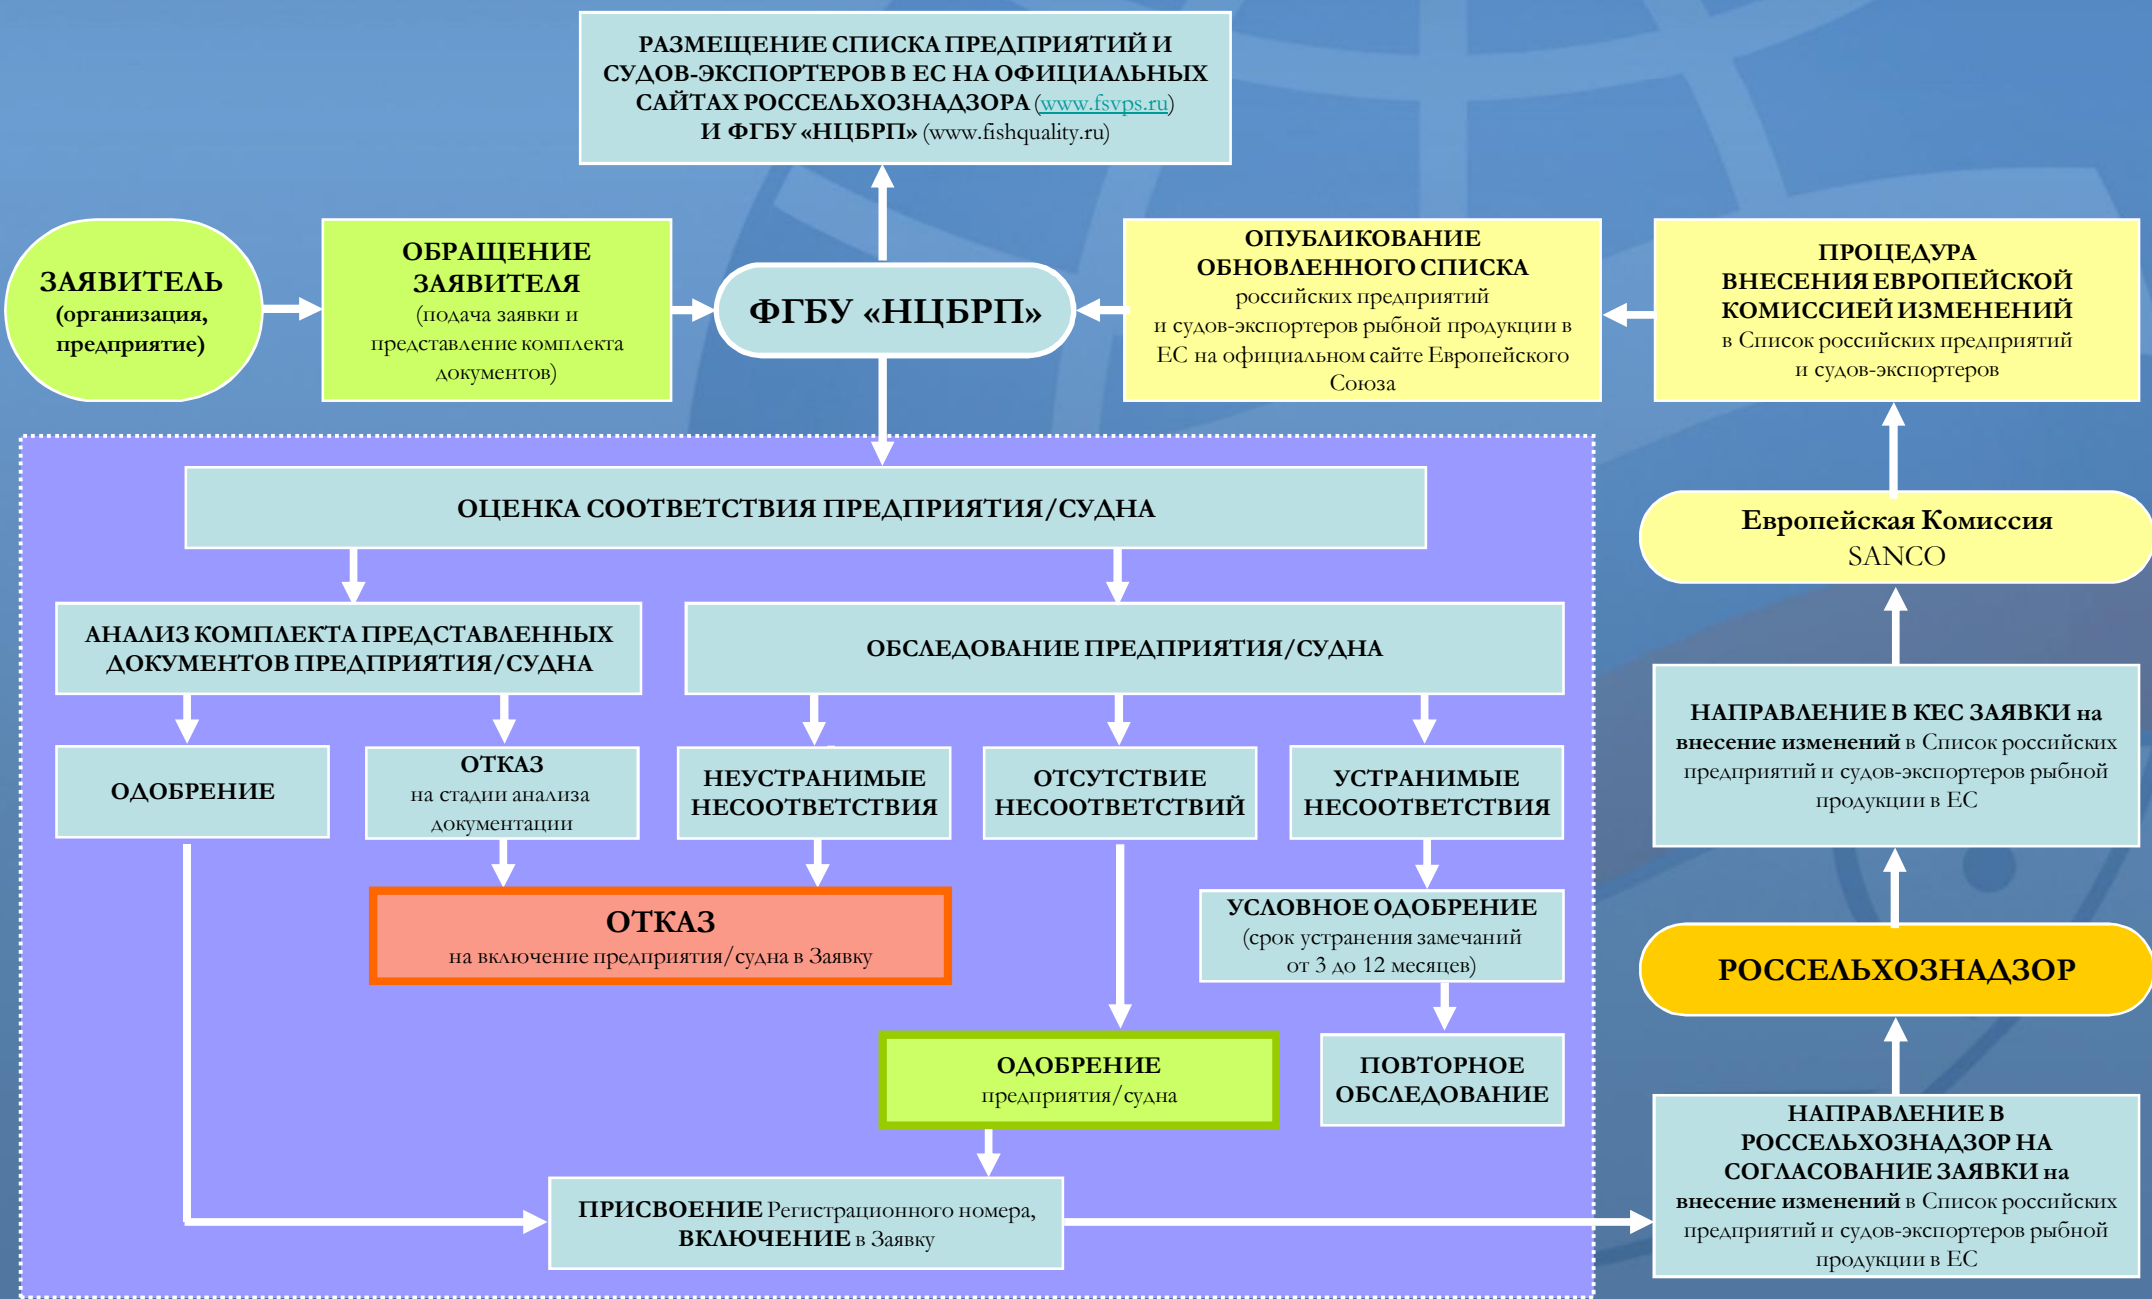 РАЗМЕЩЕНИЕ СПИСКА ПРЕДПРИЯТИЙ И
СУДОВ-ЭКСПОРТЕРОВ В ЕС НА ОФИЦИАЛЬНЫХ
САЙТАХ РОССЕЛЬХОЗНАДЗОРА (www.fsvps.ru)
И ФГБУ «НЦБРП» (www.fishquality.ru)
ЗАЯВИТЕЛЬ
(организация,
предприятие)
ОБРАЩЕНИЕ
ЗАЯВИТЕЛЯ
(подача заявки и
представление комплекта
документов)
ФГБУ «НЦБРП»
ОПУБЛИКОВАНИЕ
ОБНОВЛЕННОГО СПИСКА
российских предприятий
и судов-экспортеров рыбной продукции в
ЕС на официальном сайте Европейского
Союза
ПРОЦЕДУРА
ВНЕСЕНИЯ ЕВРОПЕЙСКОЙ
КОМИССИЕЙ ИЗМЕНЕНИЙ
в Список российских предприятий
и судов-экспортеров
ОЦЕНКА СООТВЕТСТВИЯ ПРЕДПРИЯТИЯ/СУДНА
Европейская Комиссия
SANCO
АНАЛИЗ КОМПЛЕКТА ПРЕДСТАВЛЕННЫХ
ДОКУМЕНТОВ ПРЕДПРИЯТИЯ/СУДНА
ОБСЛЕДОВАНИЕ ПРЕДПРИЯТИЯ/СУДНА
НАПРАВЛЕНИЕ В КЕС ЗАЯВКИ на
внесение изменений в Список российских
предприятий и судов-экспортеров рыбной
продукции в ЕС
ОДОБРЕНИЕ
ОТКАЗ
на стадии анализа
документации
НЕУСТРАНИМЫЕ
НЕСООТВЕТСТВИЯ
ОТСУТСТВИЕ
НЕСООТВЕТСТВИЙ
УСТРАНИМЫЕ
НЕСООТВЕТСТВИЯ
ОТКАЗ
на включение предприятия/судна в Заявку
УСЛОВНОЕ ОДОБРЕНИЕ
(срок устранения замечаний
от 3 до 12 месяцев)
РОССЕЛЬХОЗНАДЗОР
ОДОБРЕНИЕ
предприятия/судна
ПОВТОРНОЕ
ОБСЛЕДОВАНИЕ
НАПРАВЛЕНИЕ В
РОССЕЛЬХОЗНАДЗОР НА
СОГЛАСОВАНИЕ ЗАЯВКИ на
внесение изменений в Список российских
предприятий и судов-экспортеров рыбной
продукции в ЕС
ПРИСВОЕНИЕ Регистрационного номера,
ВКЛЮЧЕНИЕ в Заявку